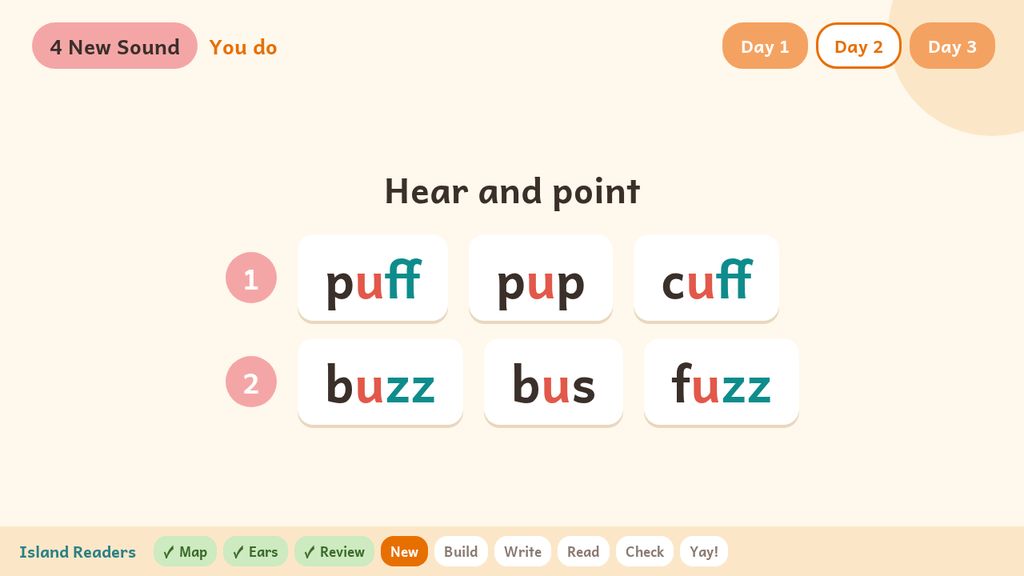 4 New Sound You do Day 1 Day 2 Day 3
Hear and point
1 puff pup cuff
2 buzz bus fuzz
Island Readers ✓ Map ✓ Ears ✓ Review New Build Write Read Check Yay!